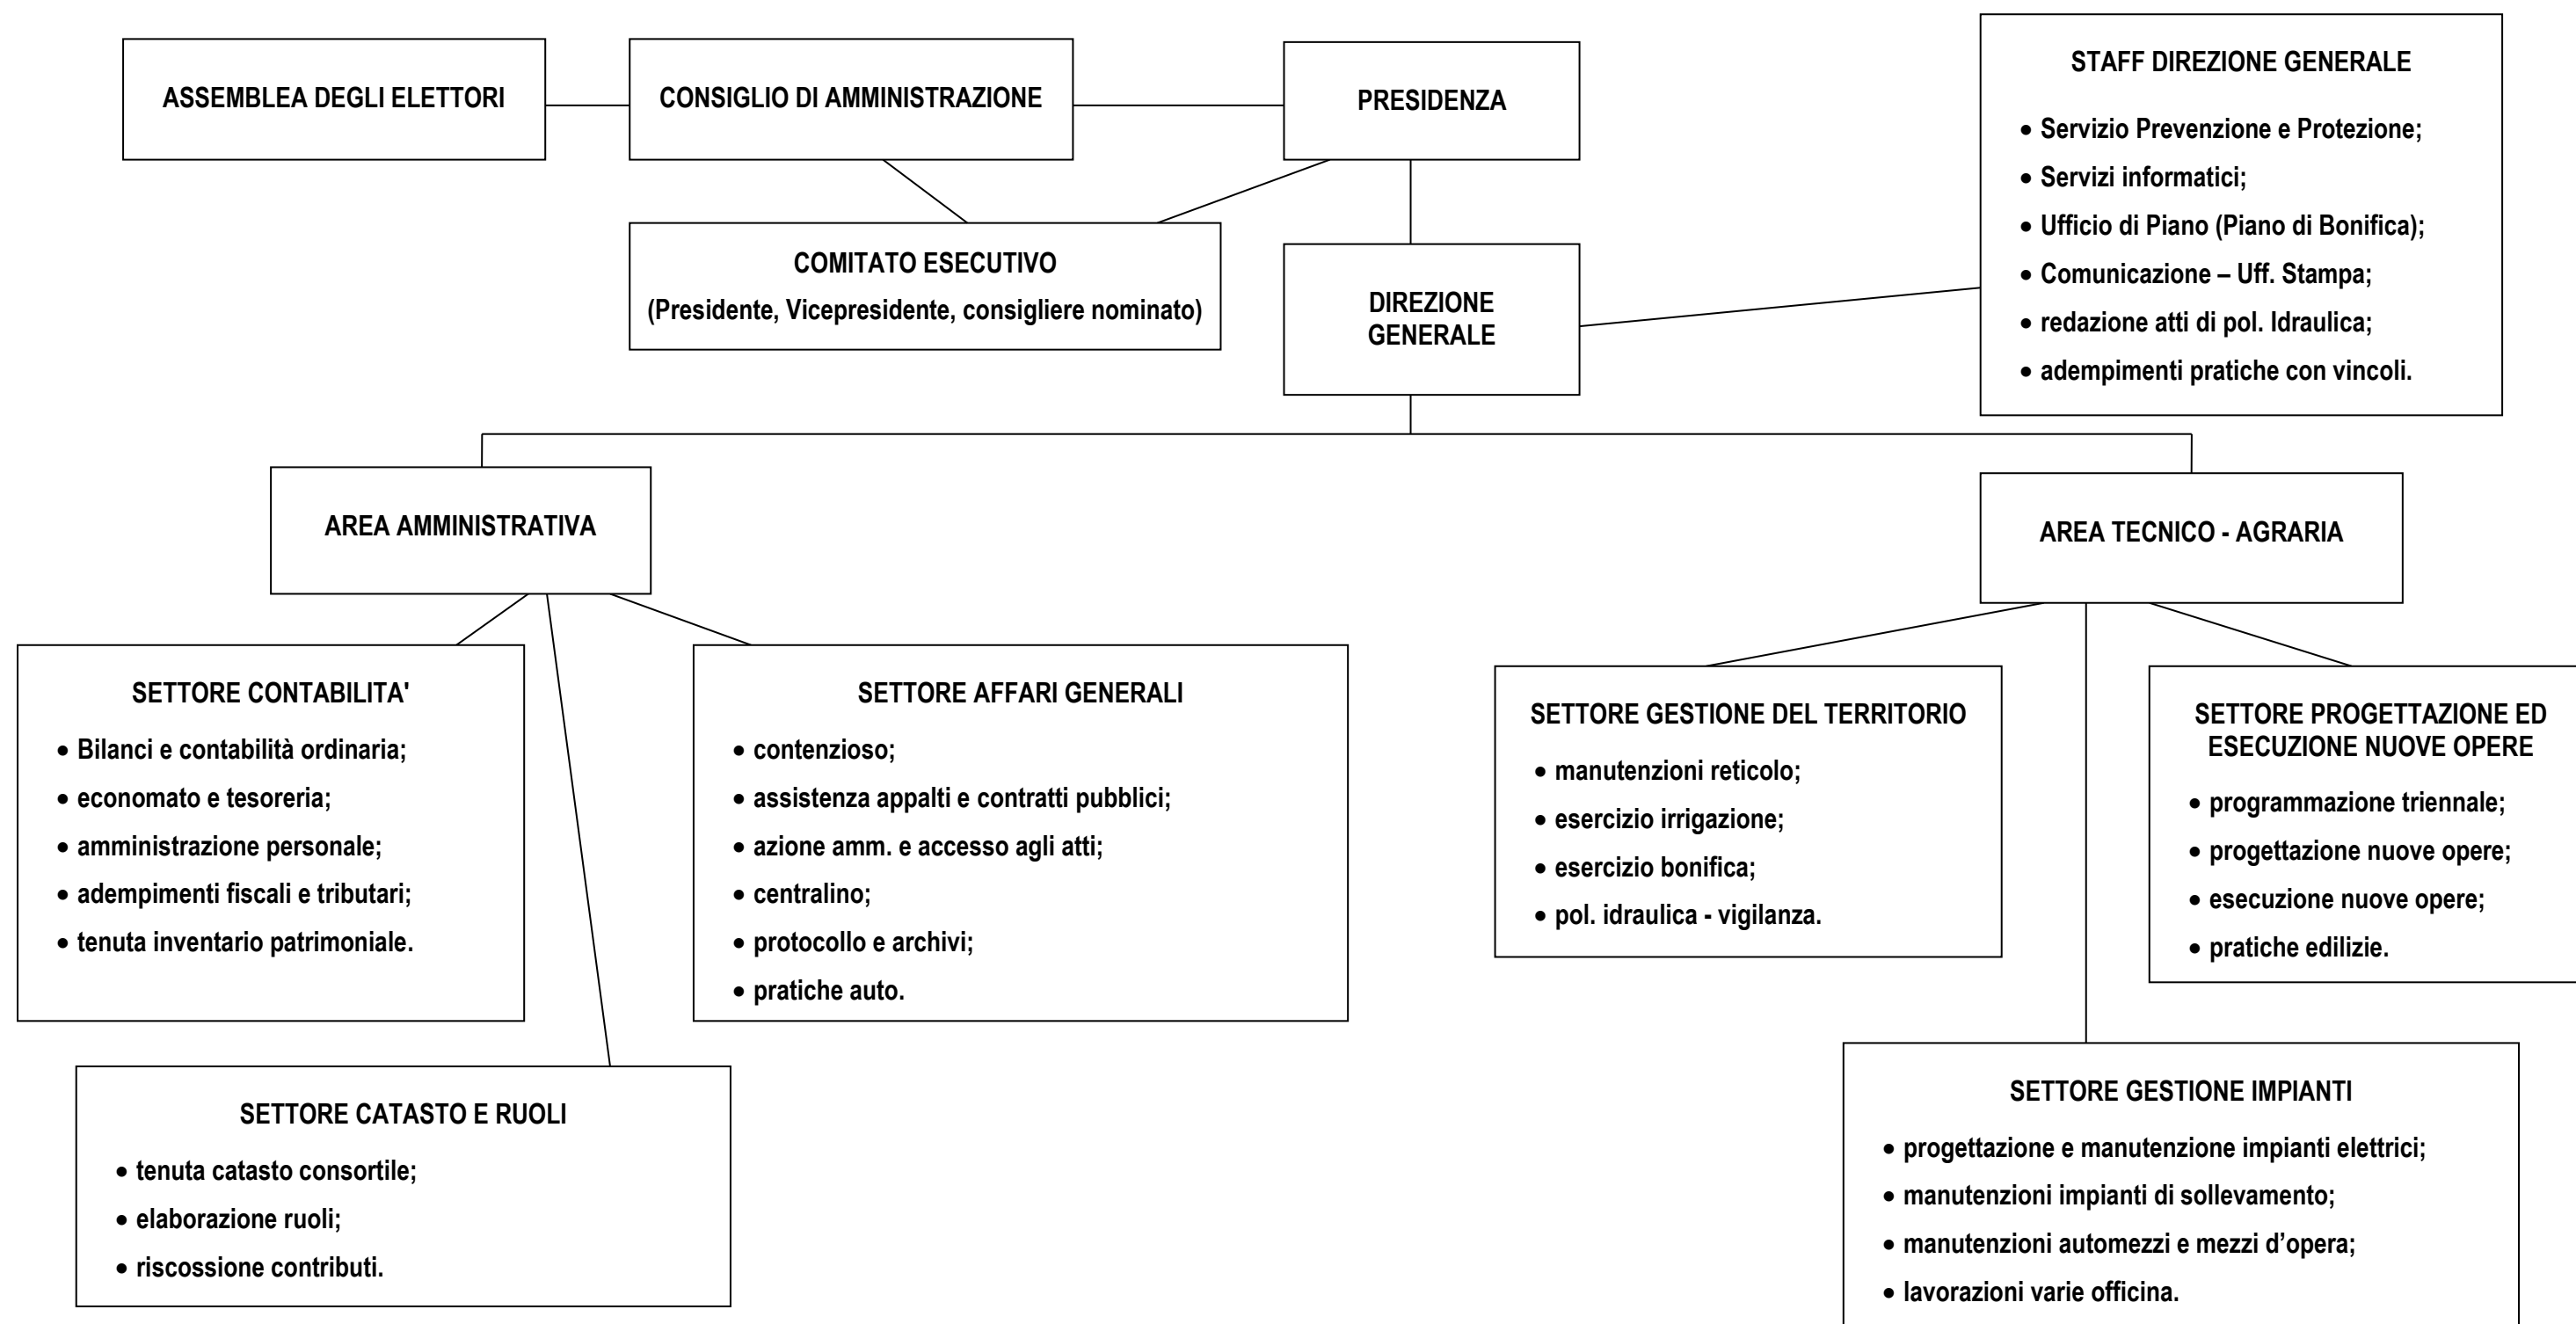 ASSEMBLEA DEGLI ELETTORI
CONSIGLIO DI AMMINISTRAZIONE
PRESIDENZA
STAFF DIREZIONE GENERALE
• Servizio Prevenzione e Protezione;
• Servizi informatici;
• Ufficio di Piano (Piano di Bonifica);
• Comunicazione – Uff. Stampa;
• redazione atti di pol. Idraulica;
• adempimenti pratiche con vincoli.
COMITATO ESECUTIVO
(Presidente, Vicepresidente, consigliere nominato)
DIREZIONE
GENERALE
AREA AMMINISTRATIVA
AREA TECNICO - AGRARIA
SETTORE CONTABILITA'
• Bilanci e contabilità ordinaria;
• economato e tesoreria;
• amministrazione personale;
• adempimenti fiscali e tributari;
• tenuta inventario patrimoniale.
SETTORE AFFARI GENERALI
• contenzioso;
• assistenza appalti e contratti pubblici;
• azione amm. e accesso agli atti;
• centralino;
• protocollo e archivi;
• pratiche auto.
SETTORE GESTIONE DEL TERRITORIO
• manutenzioni reticolo;
• esercizio irrigazione;
• esercizio bonifica;
• pol. idraulica - vigilanza.
SETTORE PROGETTAZIONE ED
ESECUZIONE NUOVE OPERE
• programmazione triennale;
• progettazione nuove opere;
• esecuzione nuove opere;
• pratiche edilizie.
SETTORE CATASTO E RUOLI
• tenuta catasto consortile;
• elaborazione ruoli;
• riscossione contributi.
SETTORE GESTIONE IMPIANTI
• progettazione e manutenzione impianti elettrici;
• manutenzioni impianti di sollevamento;
• manutenzioni automezzi e mezzi d’opera;
• lavorazioni varie officina.